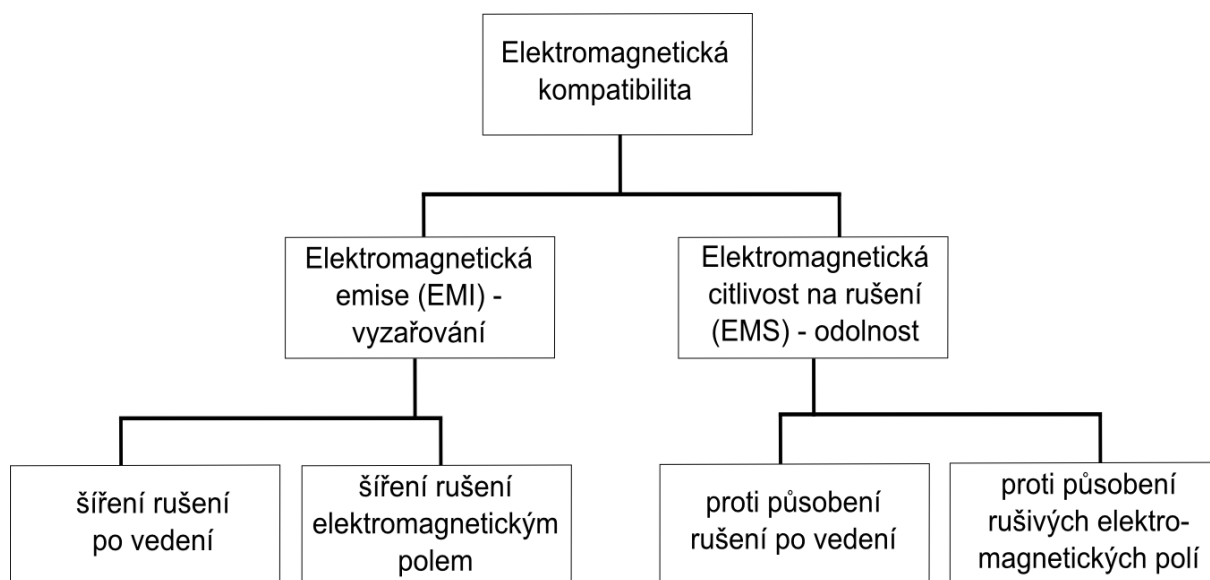 Elektromagnetická
kompatibilita
Elektromagnetická
emise (EMI) -
vyzařování
Elektromagnetická
citlivost na rušení
(EMS) - odolnost
šíření rušení
po vedení
šíření rušení
elektromagnetickým
polem
proti působení
rušení po vedení
proti působení
rušivých elektro-
magnetických polí